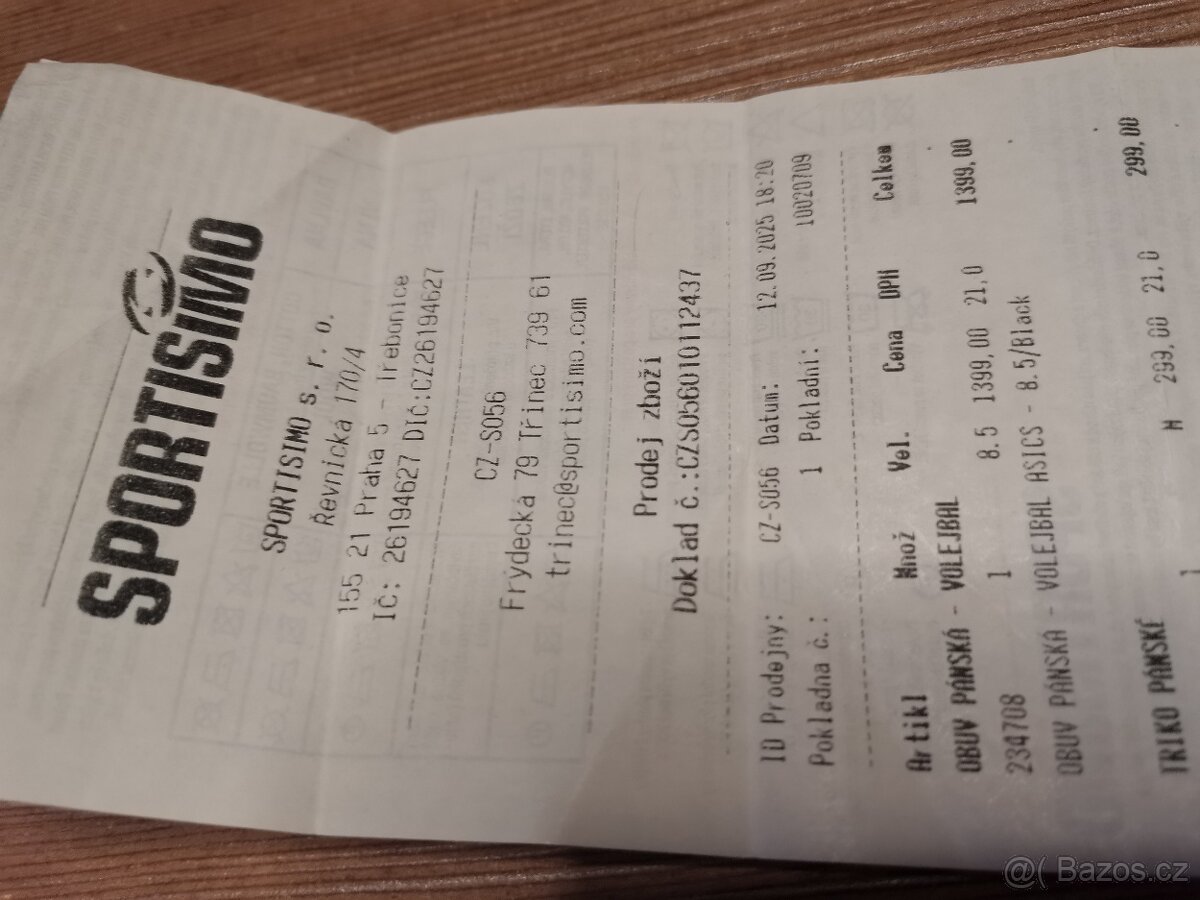 SPORTISIMO
SPORTISIMO s. r. o.
Řevnická 170/4
155 21 Praha 5 - Trebonice
IČ: 26194627 DIČ:CZ26194627
CZ-S056
Frýdecká 79 Třinec 739 61
trinec@sportisimo.com
Prodej zboží
Doklad č.:CZS056010112437
ID Prodejny: CZ-S056 Datum: 12.09.2025 18:20
Pokladna č.: 1 Pokladní: 10020709
Artikl Množ Vel. Cena DPH Celkem
OBUV PÁNSKÁ - VOLEJBAL
234708 1 8.5 1399,00 21,0 1399,00
OBUV PÁNSKA - VOLEJBAL ASICS - 8.5/Black
TRIKO PÁNSKÉ
1 M 299,00 21,0 299,00
@( Bazos.cz